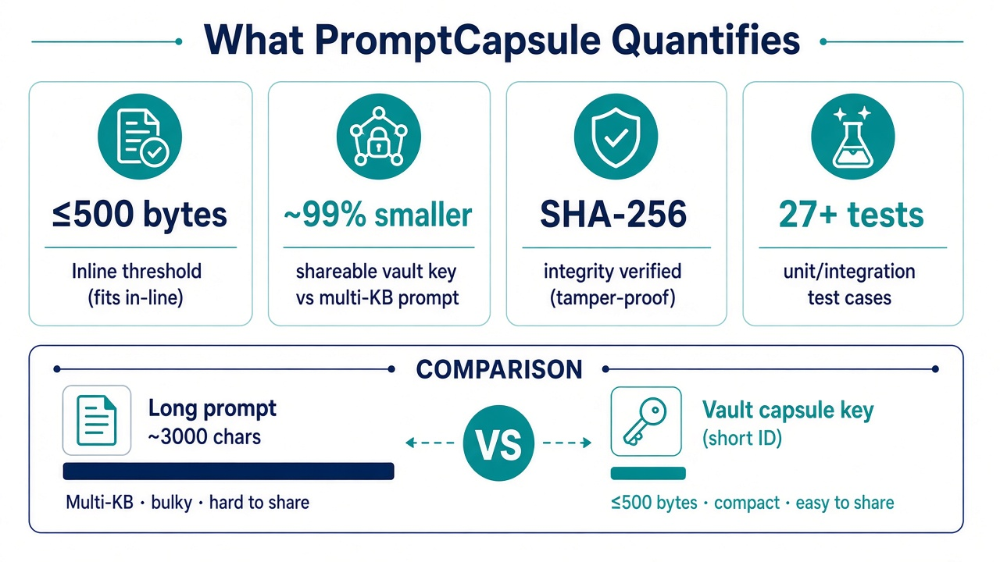 What PromptCapsule Quantifies
≤500 bytes
Inline threshold
(fits in-line)
~99% smaller
shareable vault key
vs multi-KB prompt
SHA-256
integrity verified
(tamper-proof)
27+ tests
unit/integration
test cases
COMPARISON
Long prompt
~3000 chars
Multi-KB · bulky · hard to share
VS
Vault capsule key
(short ID)
≤500 bytes · compact · easy to share